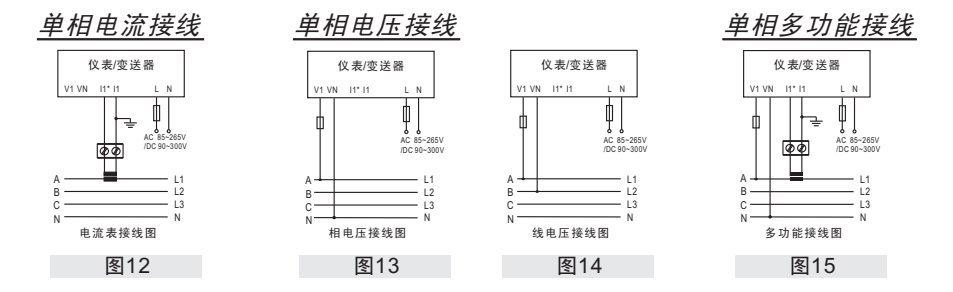 单相电流接线
仪表/变送器
V1 VN I1* I1 L N
AC 85~265V
/DC 90~300V
A L1
B L2
C L3
N N
电流表接线图
图12
单相电压接线
仪表/变送器
V1 VN I1* I1 L N
AC 85~265V
/DC 90~300V
A L1
B L2
C L3
N N
相电压接线图
图13
仪表/变送器
V1 VN I1* I1 L N
AC 85~265V
/DC 90~300V
A L1
B L2
C L3
N N
线电压接线图
图14
单相多功能接线
仪表/变送器
V1 VN I1* I1 L N
AC 85~265V
/DC 90~300V
A L1
B L2
C L3
N N
多功能接线图
图15